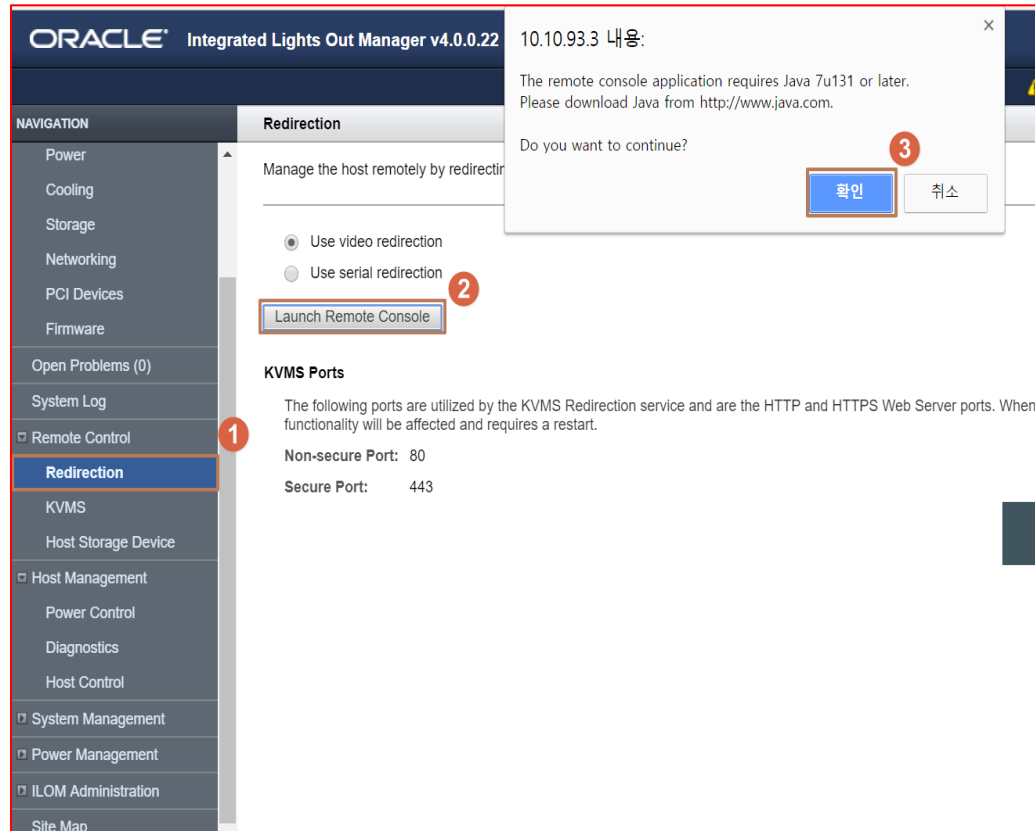 ORACLE® Integrated Lights Out Manager v4.0.0.22
10.10.93.3 내용:
The remote console application requires Java 7u131 or later.
Please download Java from http://www.java.com.
Do you want to continue?
3
확인
취소
NAVIGATION
Power
Cooling
Storage
Networking
PCI Devices
Firmware
Open Problems (0)
System Log
Remote Control
1
Redirection
KVMS
Host Storage Device
Host Management
Power Control
Diagnostics
Host Control
System Management
Power Management
ILOM Administration
Site Map
Redirection
Manage the host remotely by redirectin
Use video redirection
Use serial redirection
2
Launch Remote Console
KVMS Ports
The following ports are utilized by the KVMS Redirection service and are the HTTP and HTTPS Web Server ports. When
functionality will be affected and requires a restart.
Non-secure Port: 80
Secure Port: 443